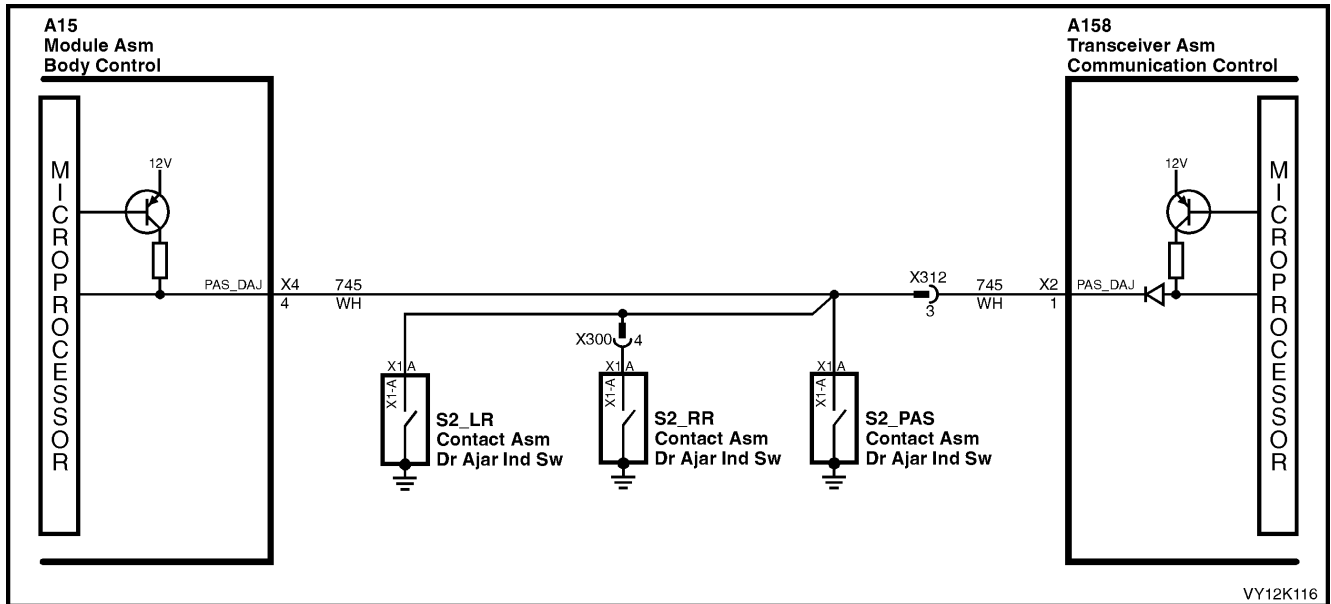 A15
Module Asm
Body Control
A158
Transceiver Asm
Communication Control
MICROPROCESSOR
12V
PAS_DAJ
X4
4
745
WH
X312
3
745
WH
X2
1
PAS_DAJ
12V
MICROPROCESSOR
X300
4
X1 A
X1-A
S2_LR
Contact Asm
Dr Ajar Ind Sw
X1 A
X1-A
S2_RR
Contact Asm
Dr Ajar Ind Sw
X1 A
X1-A
S2_PAS
Contact Asm
Dr Ajar Ind Sw
VY12K116